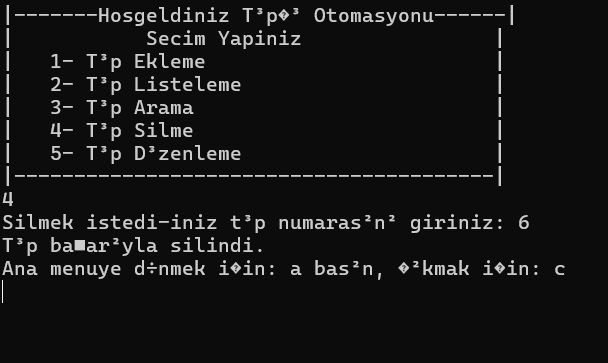 |-------Hosgeldiniz T³p�³ Otomasyonu------|
|           Secim Yapiniz                |
|   1- T³p Ekleme                        |
|   2- T³p Listeleme                     |
|   3- T³p Arama                         |
|   4- T³p Silme                         |
|   5- T³p D³zenleme                     |
|----------------------------------------|
4
Silmek istedi-iniz t³p numaras²n² giriniz: 6
T³p ba■ar²yla silindi.
Ana menuye d÷nmek i�in: a bas²n, �²kmak i�in: c